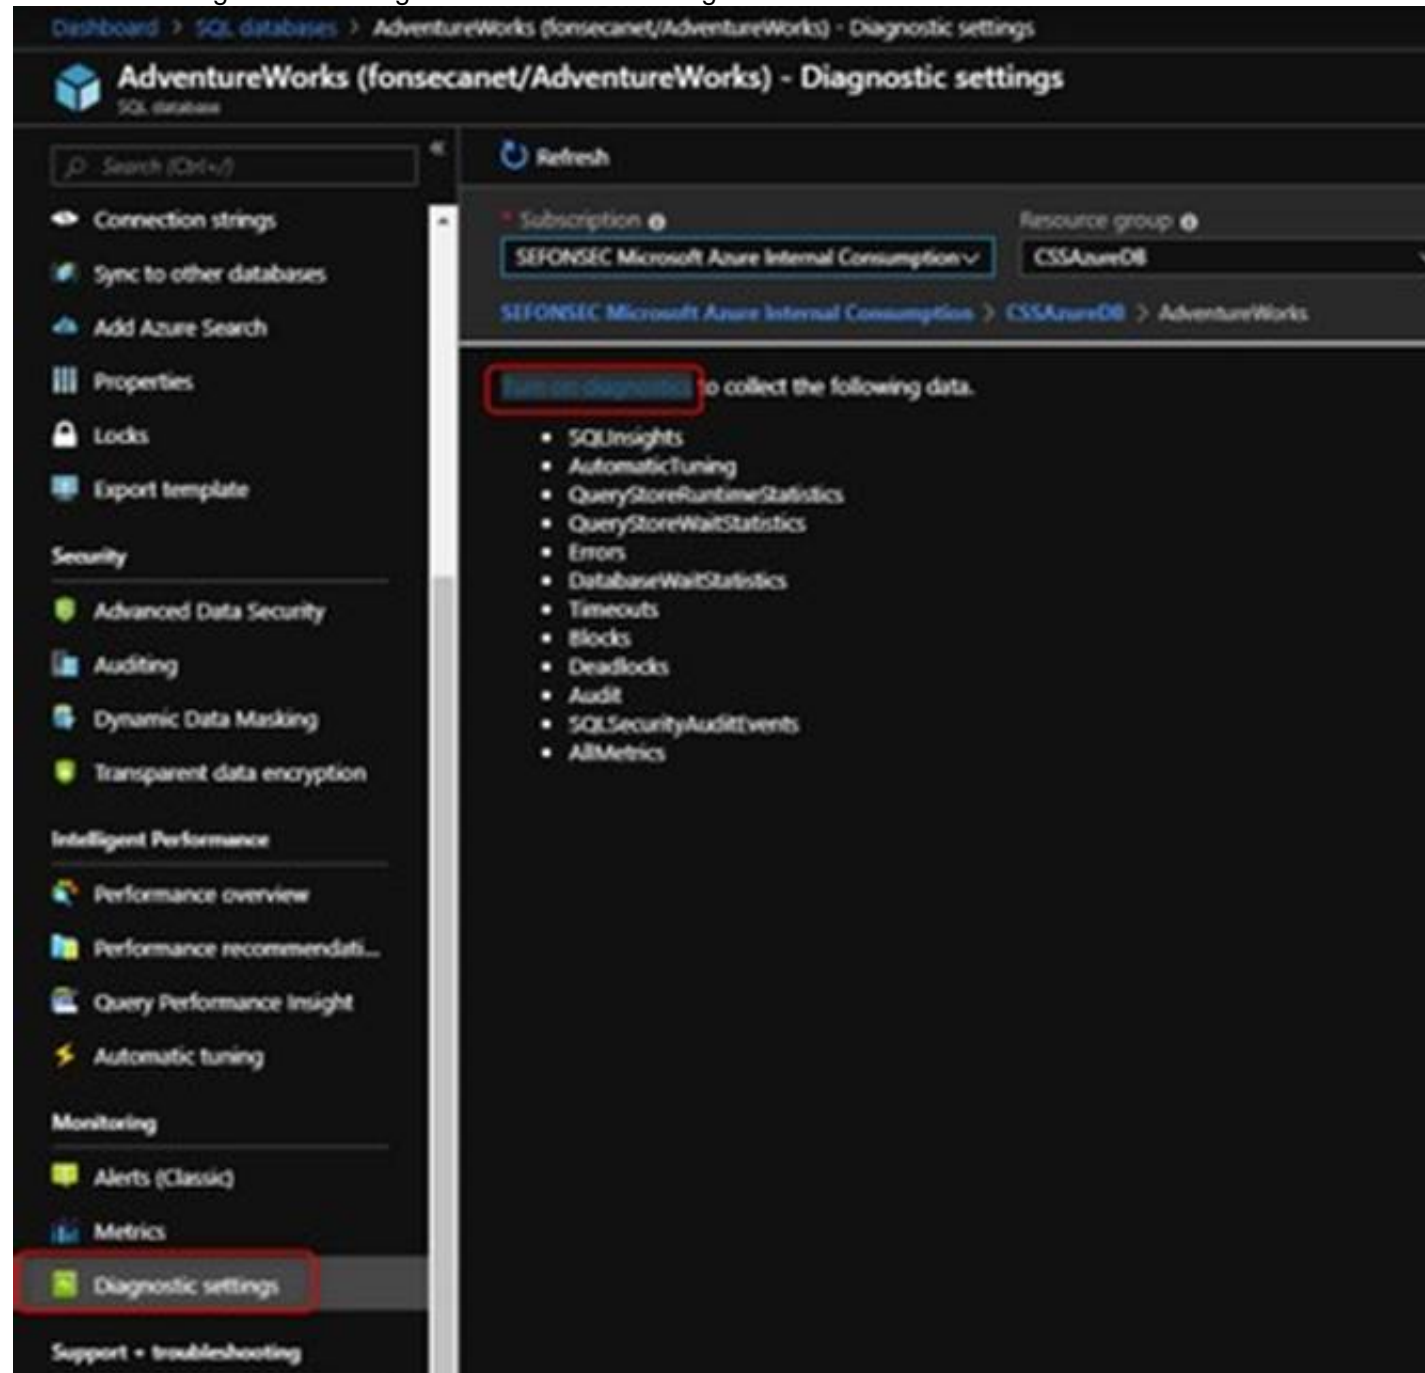 Dashboard > SQL databases > AdventureWorks (fonsecanet/AdventureWorks) - Diagnostic settings
AdventureWorks (fonsecanet/AdventureWorks) - Diagnostic settings
SQL database
Search (Ctrl+/)
«
Connection strings
Sync to other databases
Add Azure Search
Properties
Locks
Export template
Security
Advanced Data Security
Auditing
Dynamic Data Masking
Transparent data encryption
Intelligent Performance
Performance overview
Performance recommendati...
Query Performance Insight
Automatic tuning
Monitoring
Alerts (Classic)
Metrics
Diagnostic settings
Support + troubleshooting
Refresh
* Subscription
Resource group
SEFONSEC Microsoft Azure Internal Consumption
CSSAzureDB
SEFONSEC Microsoft Azure Internal Consumption > CSSAzureDB > AdventureWorks
Turn on diagnostics to collect the following data.
• SQLInsights
• AutomaticTuning
• QueryStoreRuntimeStatistics
• QueryStoreWaitStatistics
• Errors
• DatabaseWaitStatistics
• Timeouts
• Blocks
• Deadlocks
• Audit
• SQLSecurityAuditEvents
• AllMetrics